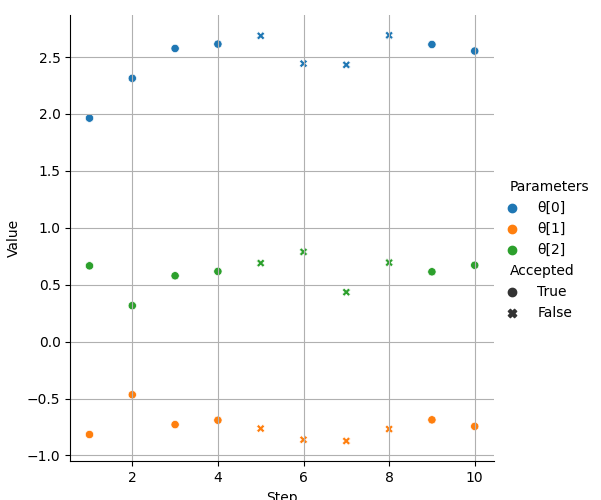 2.5
2.0
1.5
1.0
0.5
0.0
−0.5
−1.0
Value
2 4 6 8 10
Step
Parameters
θ[0]
θ[1]
θ[2]
Accepted
True
False